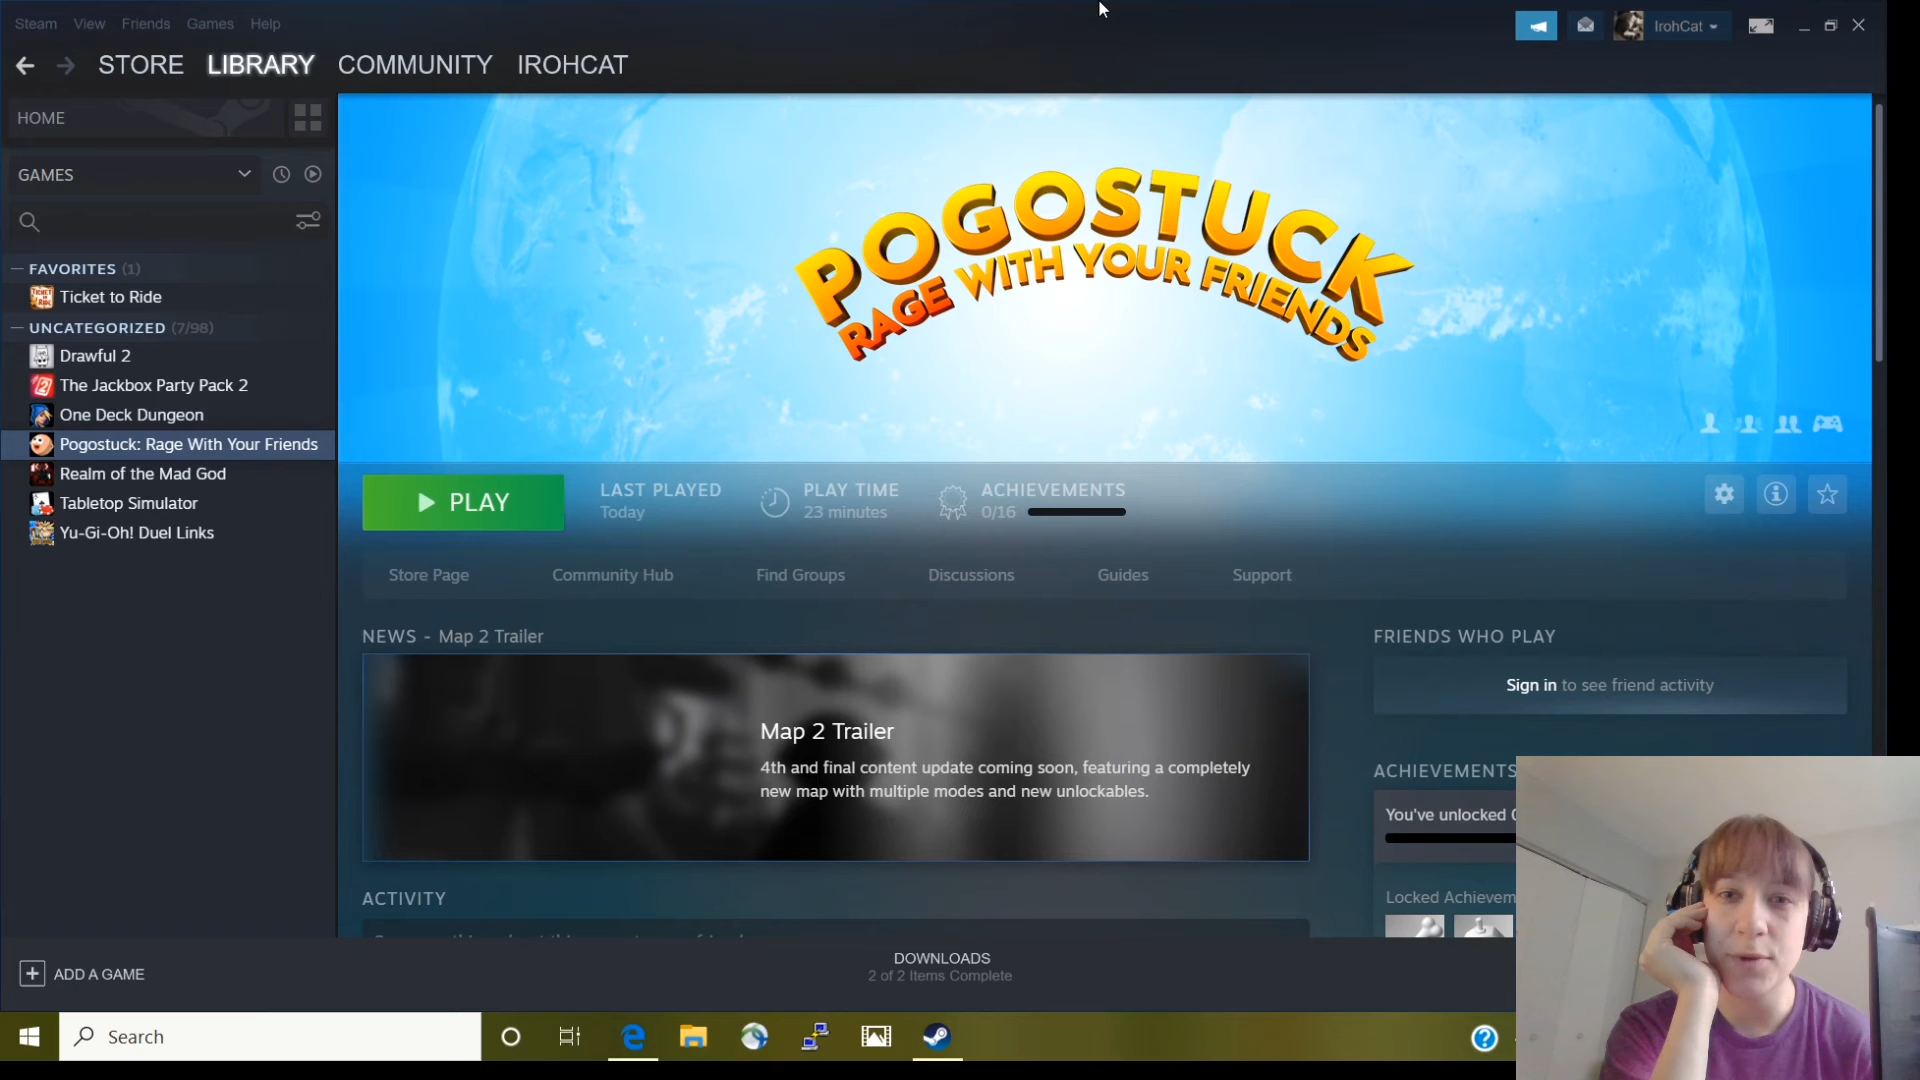 Steam View Friends Games Help
IrohCat
STORE LIBRARY COMMUNITY IROHCAT
HOME
GAMES
FAVORITES (1)
Ticket to Ride
UNCATEGORIZED (7/98)
Drawful 2
The Jackbox Party Pack 2
One Deck Dungeon
Pogostuck: Rage With Your Friends
Realm of the Mad God
Tabletop Simulator
Yu-Gi-Oh! Duel Links
POGOSTUCK
RAGE WITH YOUR FRIENDS
PLAY
LAST PLAYED
Today
PLAY TIME
23 minutes
ACHIEVEMENTS
0/16
Store Page Community Hub Find Groups Discussions Guides Support
NEWS - Map 2 Trailer
Map 2 Trailer
4th and final content update coming soon, featuring a completely
new map with multiple modes and new unlockables.
FRIENDS WHO PLAY
Sign in to see friend activity
ACHIEVEMENTS
You've unlocked
Locked Achievem
ACTIVITY
ADD A GAME
DOWNLOADS
2 of 2 Items Complete
Search